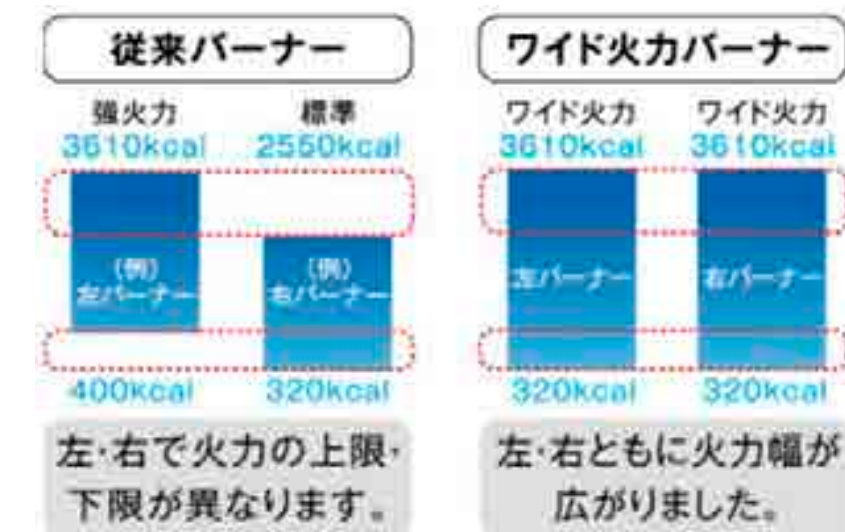 従来バーナー
強火力
3610kcal
標準
2550kcal
(例)
左バーナー
(例)
右バーナー
400kcal
320kcal
左・右で火力の上限・
下限が異なります。
ワイド火力バーナー
ワイド火力
3610kcal
ワイド火力
3610kcal
左バーナー
右バーナー
320kcal
320kcal
左・右ともに火力幅が
広がりました。